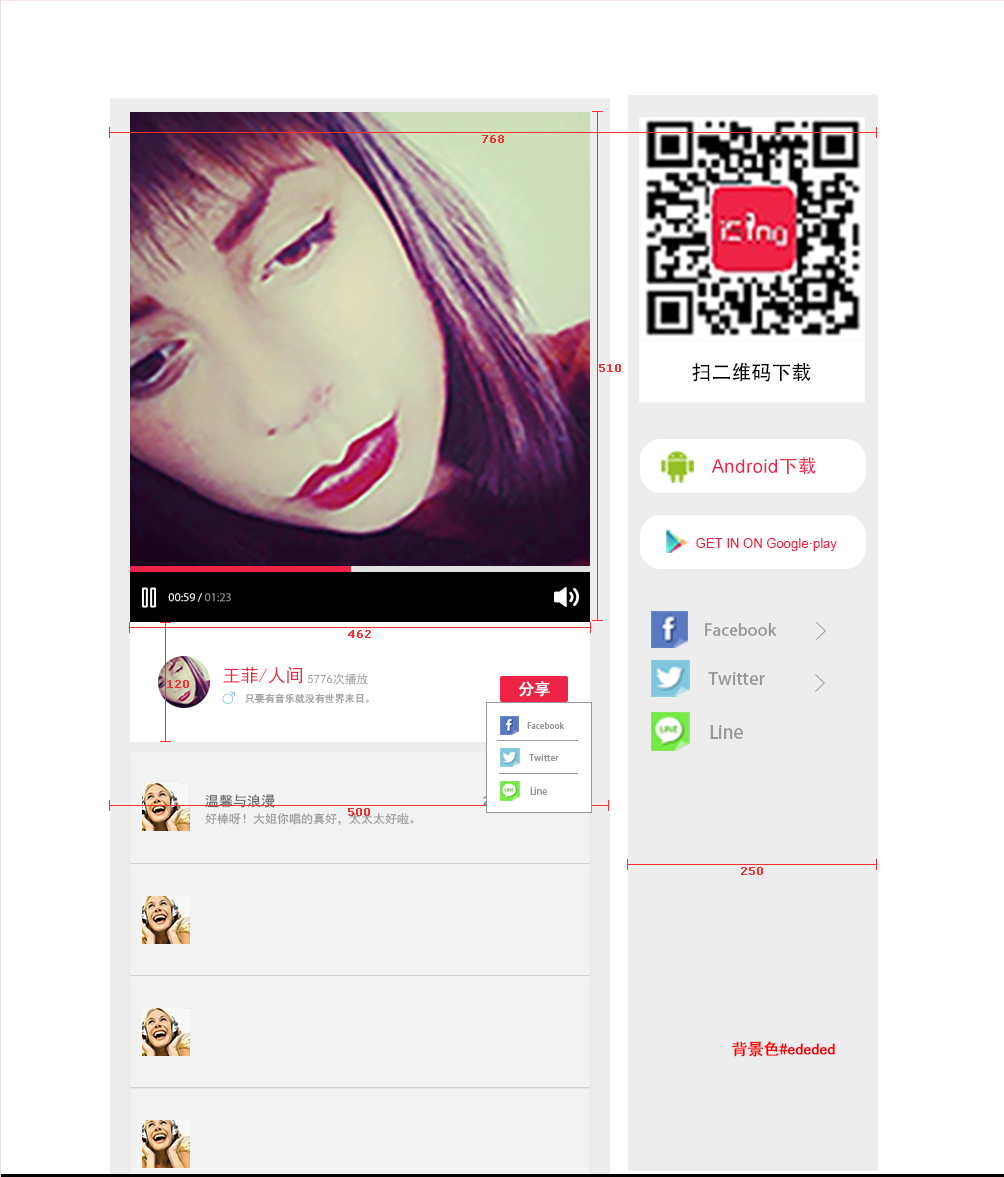 768
iCing
扫二维码下载
510
Android下载
GET IN ON Google·play
00:59 / 01:23
462
Facebook
王菲/人间 5776次播放
120
只要有音乐就没有世界末日。
分享
Facebook
Twitter
Line
Twitter
Line
温馨与浪漫
500
好棒呀！大姐你唱的真好，太太太好啦。
250
背景色#ededed